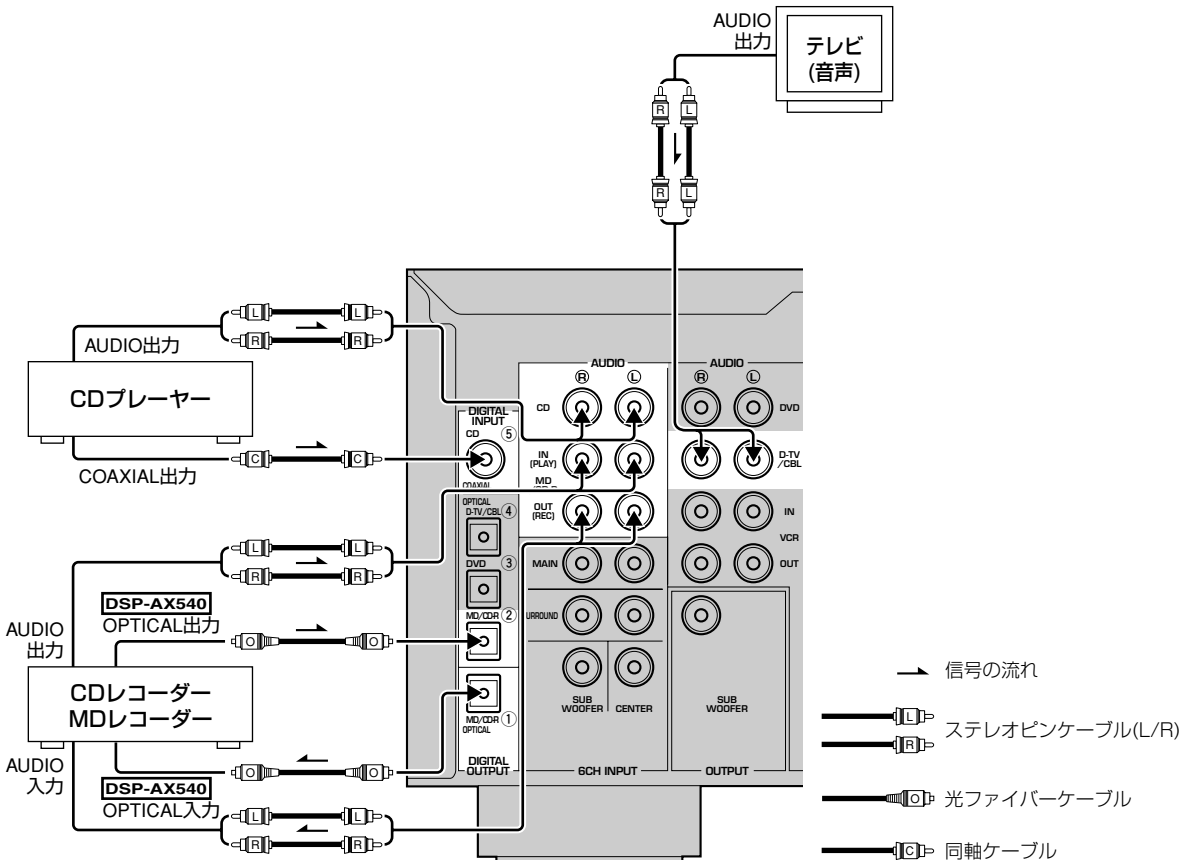 AUDIO
出力
テレビ
(音声)
R
L
R
L
L
L
R
R
AUDIO出力
CDプレーヤー
C
C
COAXIAL出力
AUDIO
R
L
CD
IN
(PLAY)
MD
OUT
(REC)
MAIN
URROUND
SUB
WOOFER
CENTER
6CH INPUT
AUDIO
R
L
DVD
D-TV
/CBL
IN
VCR
OUT
SUB
WOOFER
OUTPUT
DIGITAL
INPUT
CD
⑤
COAXIAL
OPTICAL
D-TV/CBL ④
DVD
③
MD/CD-R ②
MD/CD-R ①
OPTICAL
DIGITAL
OUTPUT
L
L
R
R
DSP-AX540
OPTICAL出力
O
O
AUDIO
出力
CDレコーダー
MDレコーダー
AUDIO
入力
O
O
DSP-AX540
OPTICAL入力
L
L
R
R
信号の流れ
L
R
ステレオピンケーブル(L/R)
O
光ファイバーケーブル
C
同軸ケーブル